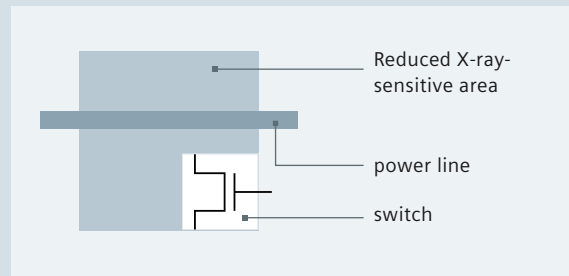 Reduced X-ray-
sensitive area
power line
switch